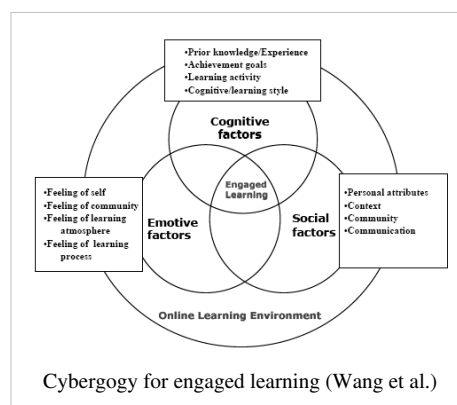 •Prior knowledge/Experience
•Achievement goals
•Learning activity
•Cognitive/learning style
Cognitive
factors
Engaged
Learning
•Feeling of self
•Feeling of community
•Feeling of learning
atmosphere
•Feeling of learning
process
Emotive
factors
Social
factors
•Personal attributes
•Context
•Community
•Communication
Online Learning Environment
Cybergogy for engaged learning (Wang et al.)